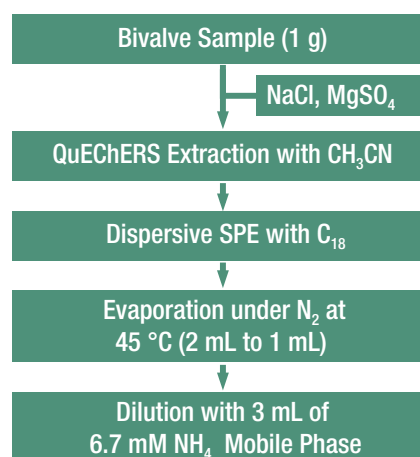 Bivalve Sample (1 g)
NaCl, MgSO₄
QuEChERS Extraction with CH₃CN
Dispersive SPE with C₁₈
Evaporation under N₂ at
45 °C (2 mL to 1 mL)
Dilution with 3 mL of
6.7 mM NH₄ Mobile Phase